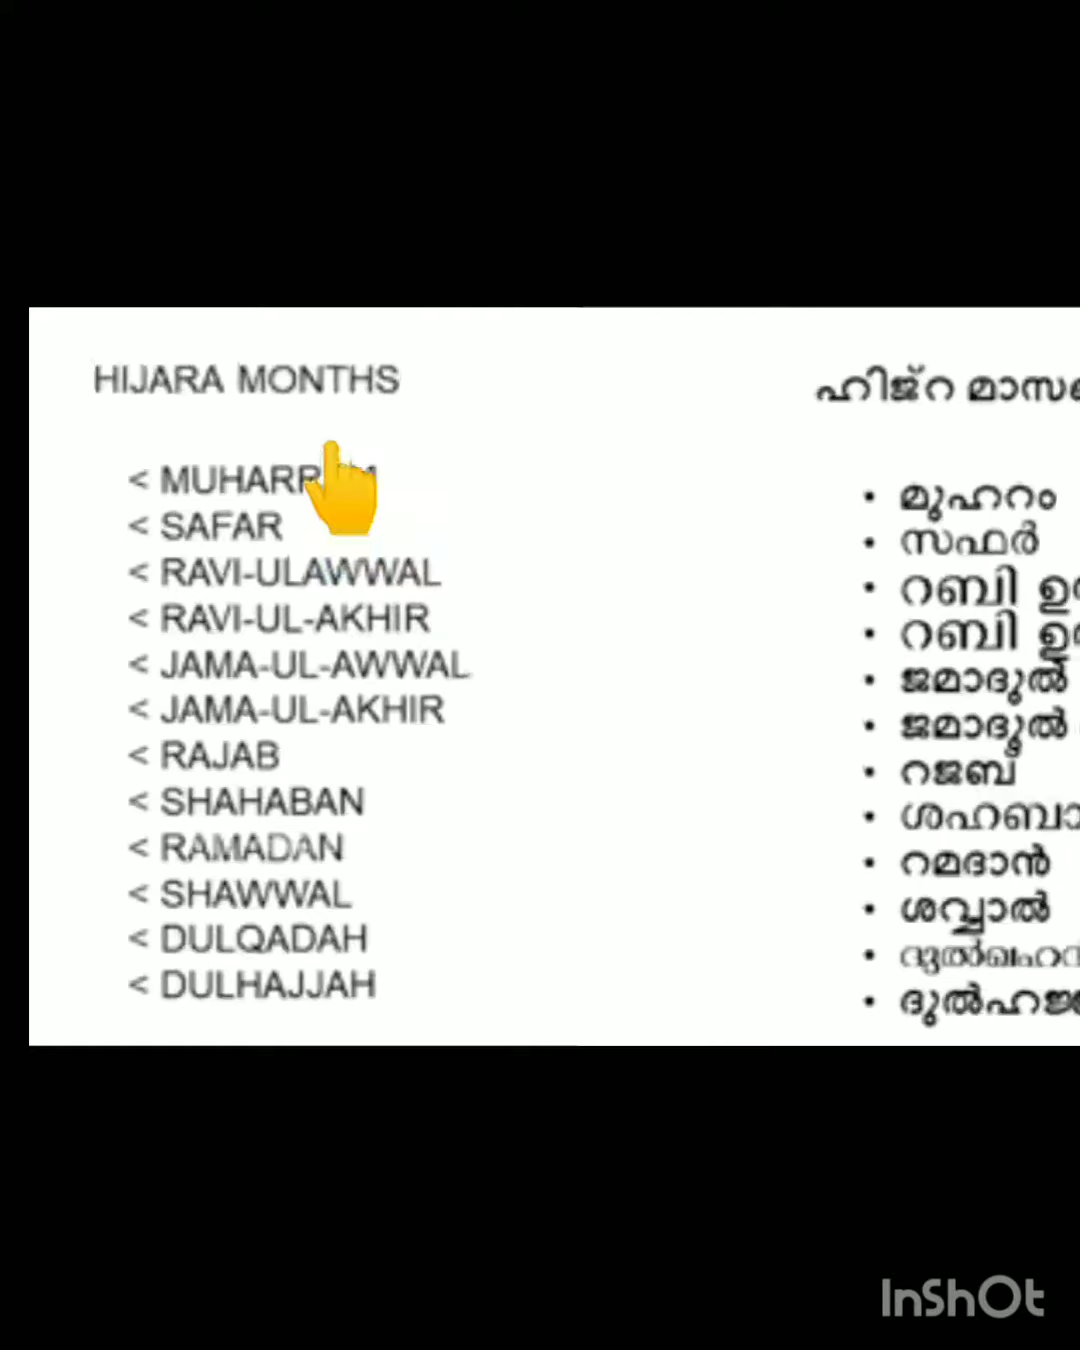 HIJARA MONTHS
< SAFAR
< RAVI-ULAWWAL
< RAVI-UL-AKHIR
< JAMA-UL-AWWAL
< JAMA-UL-AKHIR
< RAJAB
< SHAHABAN
< RAMADAN
< SHAWWAL
< DULQADAH
< DULHAJJAH
ഹിജ്റ
• മുഹറം
• സഫർ
• റബി
• റബി
• ജമാദുൽ
• ജമാദുൽ
• റജബ്
• റമദാൻ
• ശവ്വാൽ
InShOt